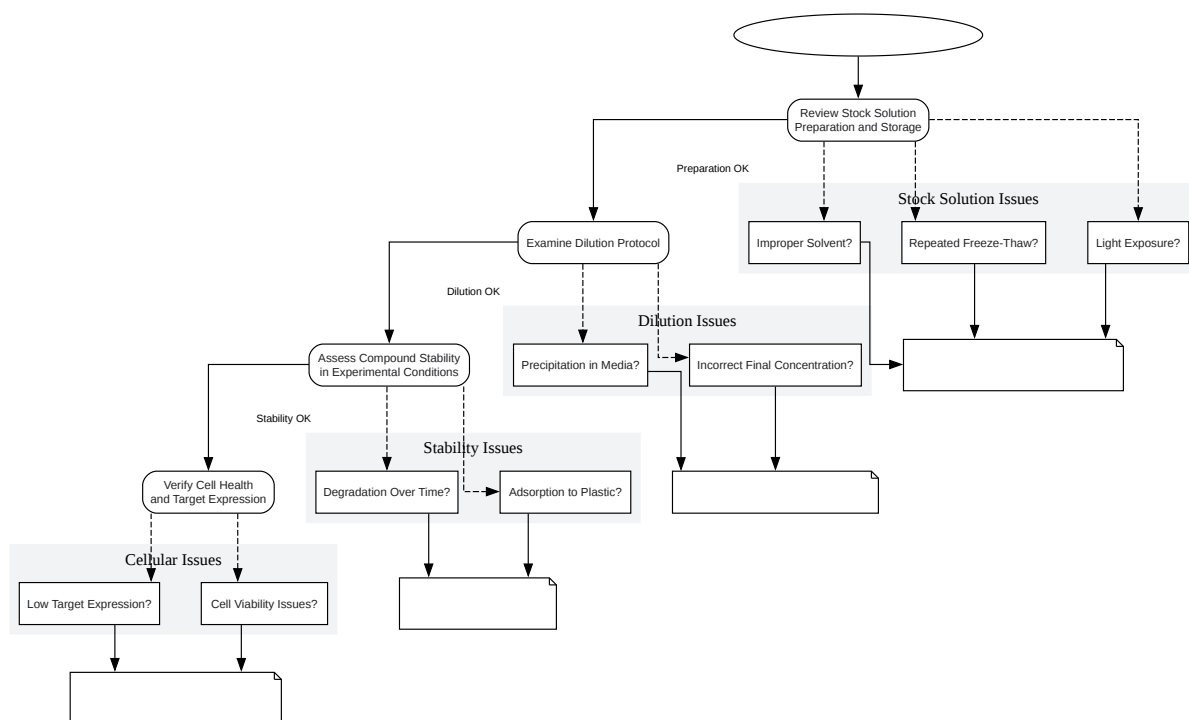 Review Stock Solution
Preparation and Storage
Preparation OK
Stock Solution Issues
Improper Solvent?
Repeated Freeze-Thaw?
Light Exposure?
Examine Dilution Protocol
Dilution OK
Dilution Issues
Precipitation in Media?
Incorrect Final Concentration?
Assess Compound Stability
in Experimental Conditions
Stability OK
Stability Issues
Degradation Over Time?
Adsorption to Plastic?
Verify Cell Health
and Target Expression
Cellular Issues
Low Target Expression?
Cell Viability Issues?